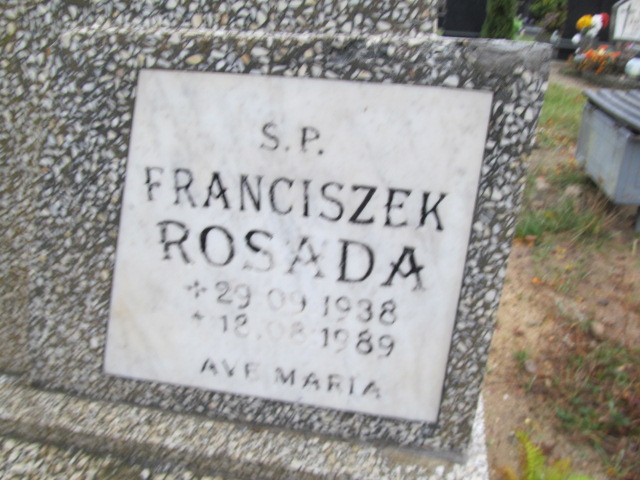 S.P.
FRANCISZEK
ROSADA
29 09 1938
12.08.1989
AVE MARIA